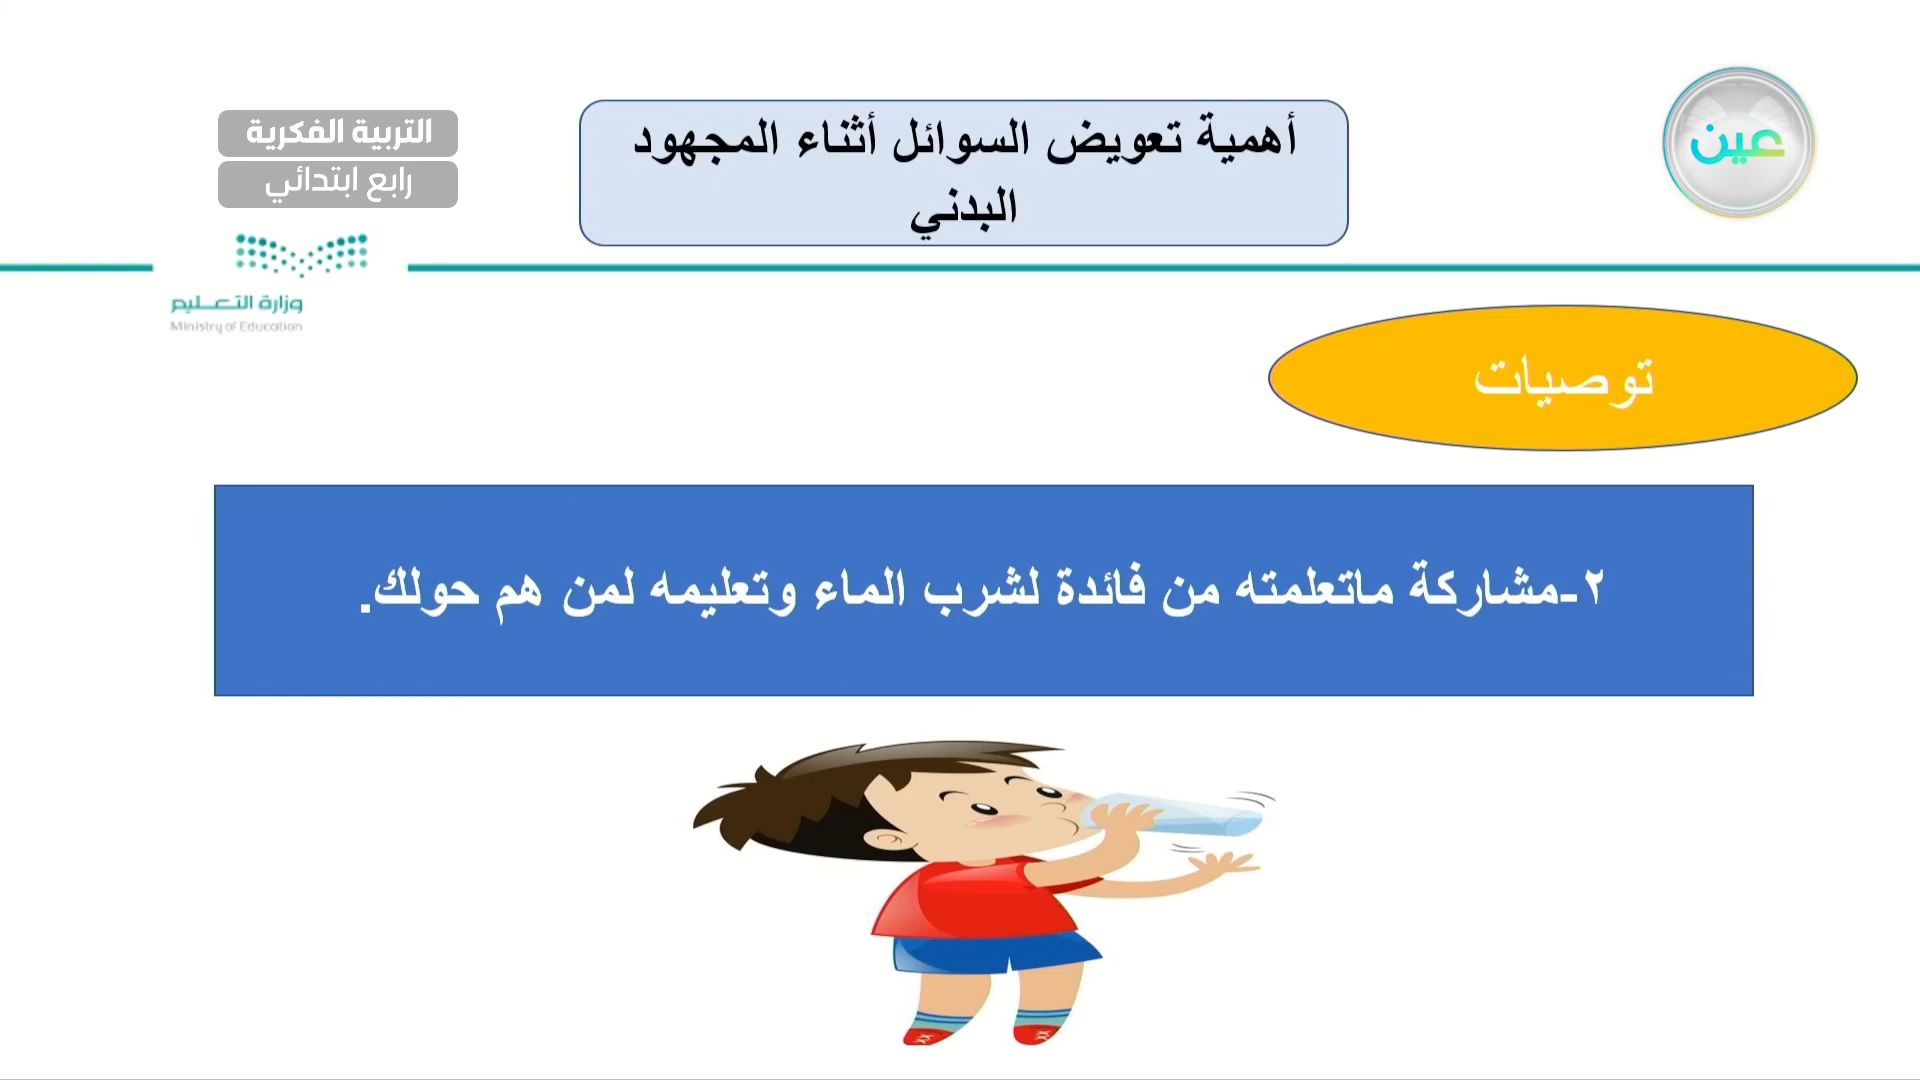 عين
أهمية تعويض السوائل أثناء المجهود
البدني
التربية الفكرية
رابع ابتدائي
وزارة التعليم
Ministry of Education
توصيات
٢-مشاركة ماتعلمته من فائدة لشرب الماء وتعليمه لمن هم حولك.